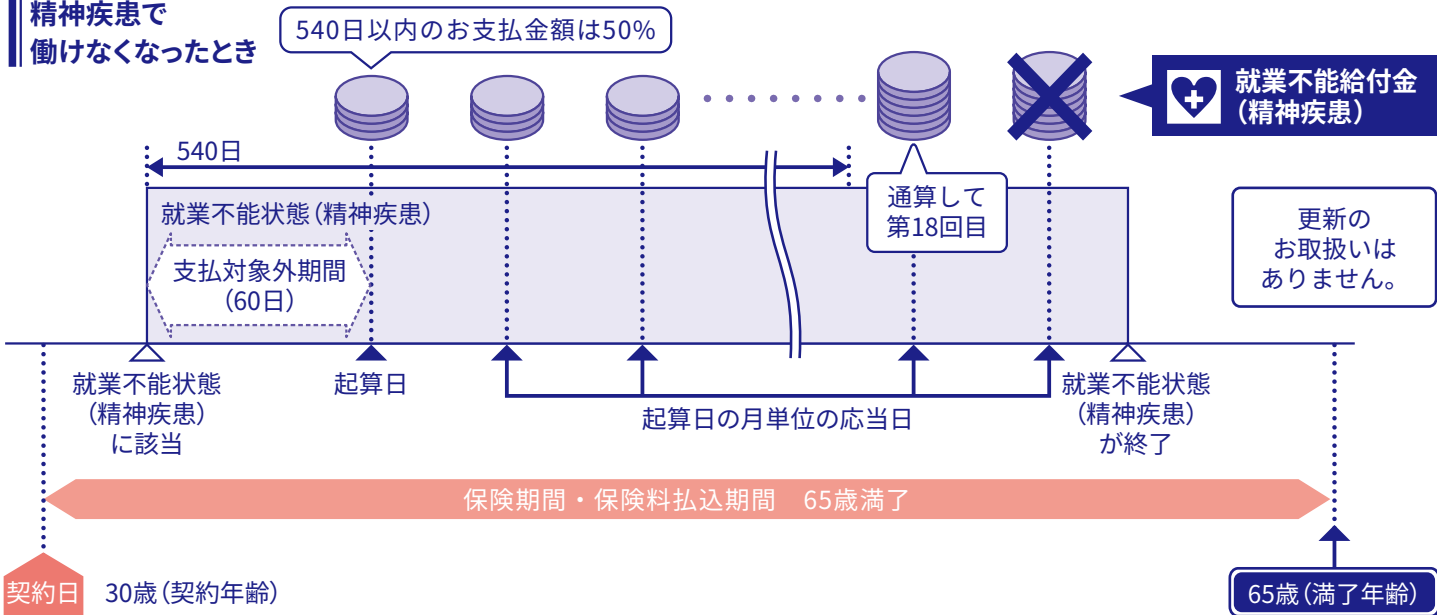 精神疾患で
働けなくなったとき
540日以内のお支払金額は50%
就業不能給付金
（精神疾患）
540日
就業不能状態（精神疾患）
支払対象外期間
（60日）
通算して
第18回目
更新の
お取扱いは
ありません。
就業不能状態
（精神疾患）
に該当
起算日
起算日の月単位の応当日
就業不能状態
（精神疾患）
が終了
保険期間・保険料払込期間　65歳満了
契約日
30歳（契約年齢）
65歳（満了年齢）